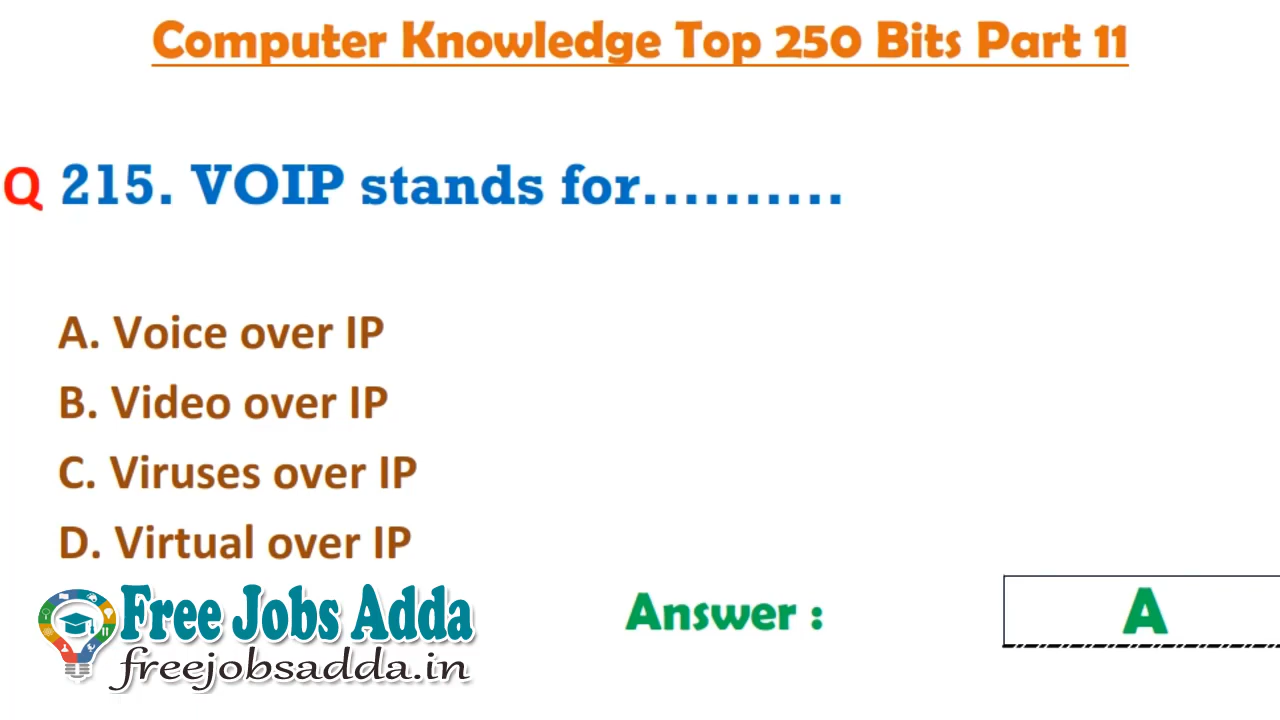 Computer Knowledge Top 250 Bits Part 11
Q 215. VOIP stands for..........
A. Voice over IP
B. Video over IP
C. Viruses over IP
D. Virtual over IP
Free Jobs Adda
freejobsadda.in
Answer : A